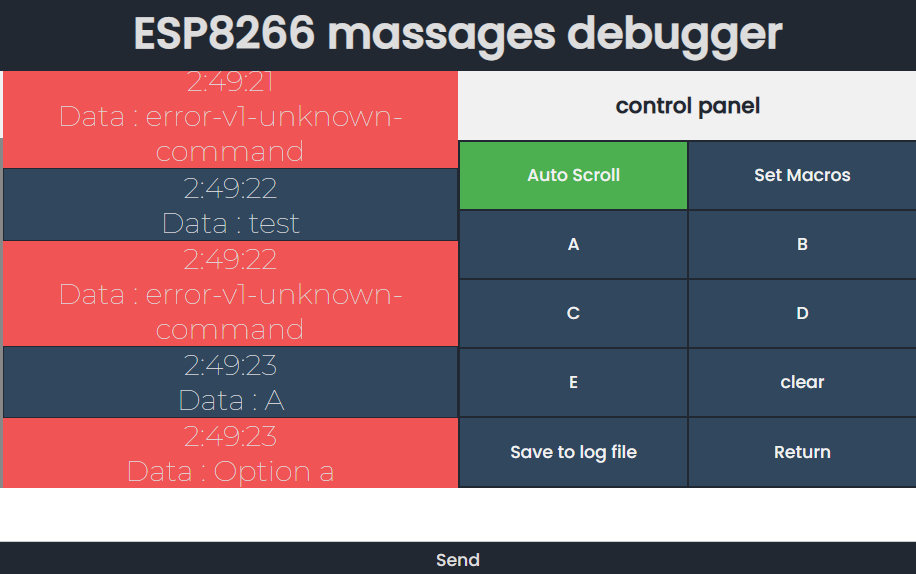 ESP8266 massages debugger
2:49:21
Data : error-v1-unknown-
command
2:49:22
Data : test
2:49:22
Data : error-v1-unknown-
command
2:49:23
Data : A
2:49:23
Data : Option a
control panel
Auto Scroll
Set Macros
A
B
C
D
E
clear
Save to log file
Return
Send